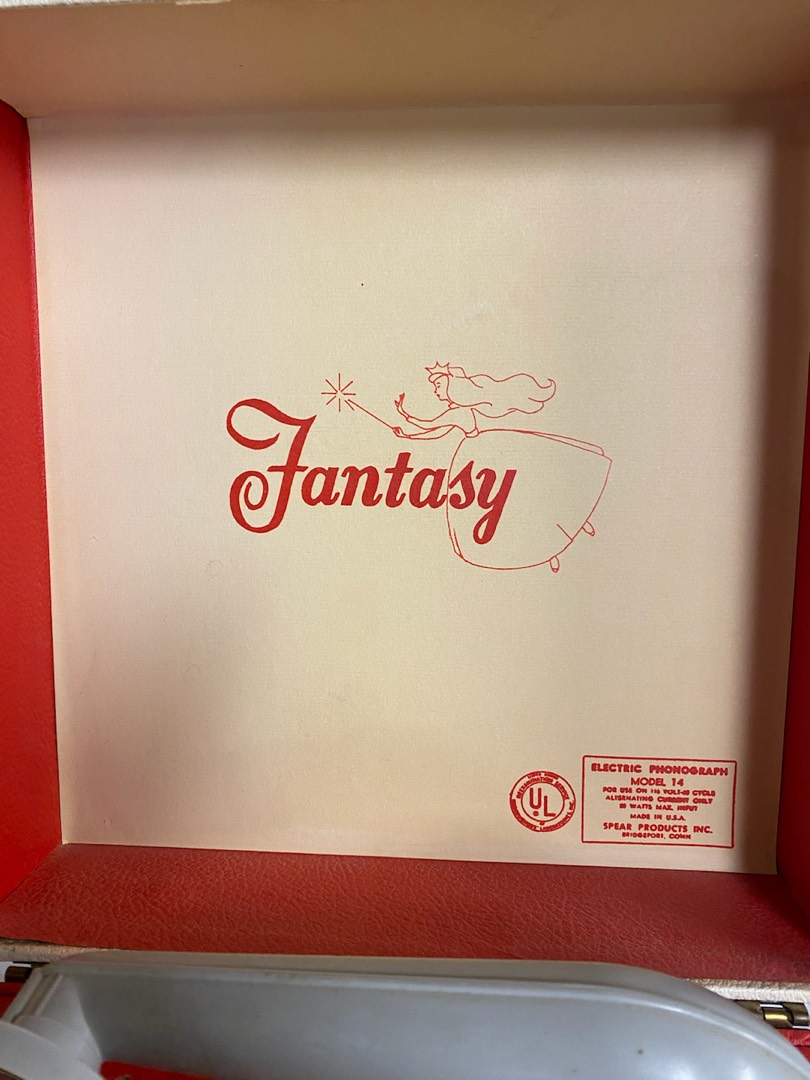 Fantasy
UL
ELECTRIC PHONOGRAPH
MODEL 14
FOR USE ON 115 VOLT-60 CYCLE
ALTERNATING CURRENT ONLY
WATTS MAX. INPUT
MADE IN U.S.A.
SPEAR PRODUCTS INC.
BRIDGEPORT, CONN